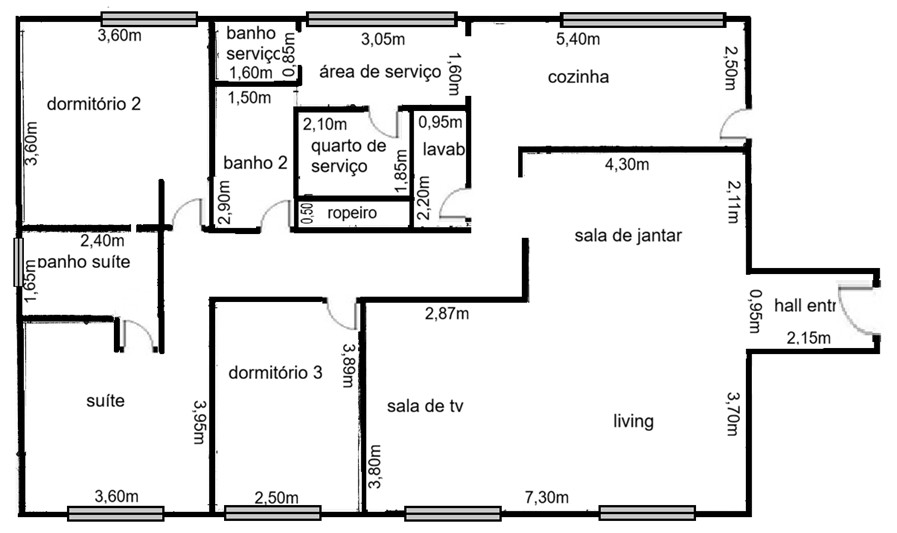 3,60m
banho
serviço
0,85m
1,60m
3,05m
área de serviço
1,60m
5,40m
cozinha
2,50m
dormitório 2
3,60m
1,50m
banho 2
2,90m
2,10m
quarto de
serviço
1,85m
0,95m
lavab
2,20m
0,50
ropeiro
4,30m
2,11m
sala de jantar
2,40m
banho suíte
1,65m
hall entr
0,95m
2,15m
2,87m
3,89m
dormitório 3
suíte
3,95m
sala de tv
living
3,70m
3,80m
3,60m
2,50m
7,30m